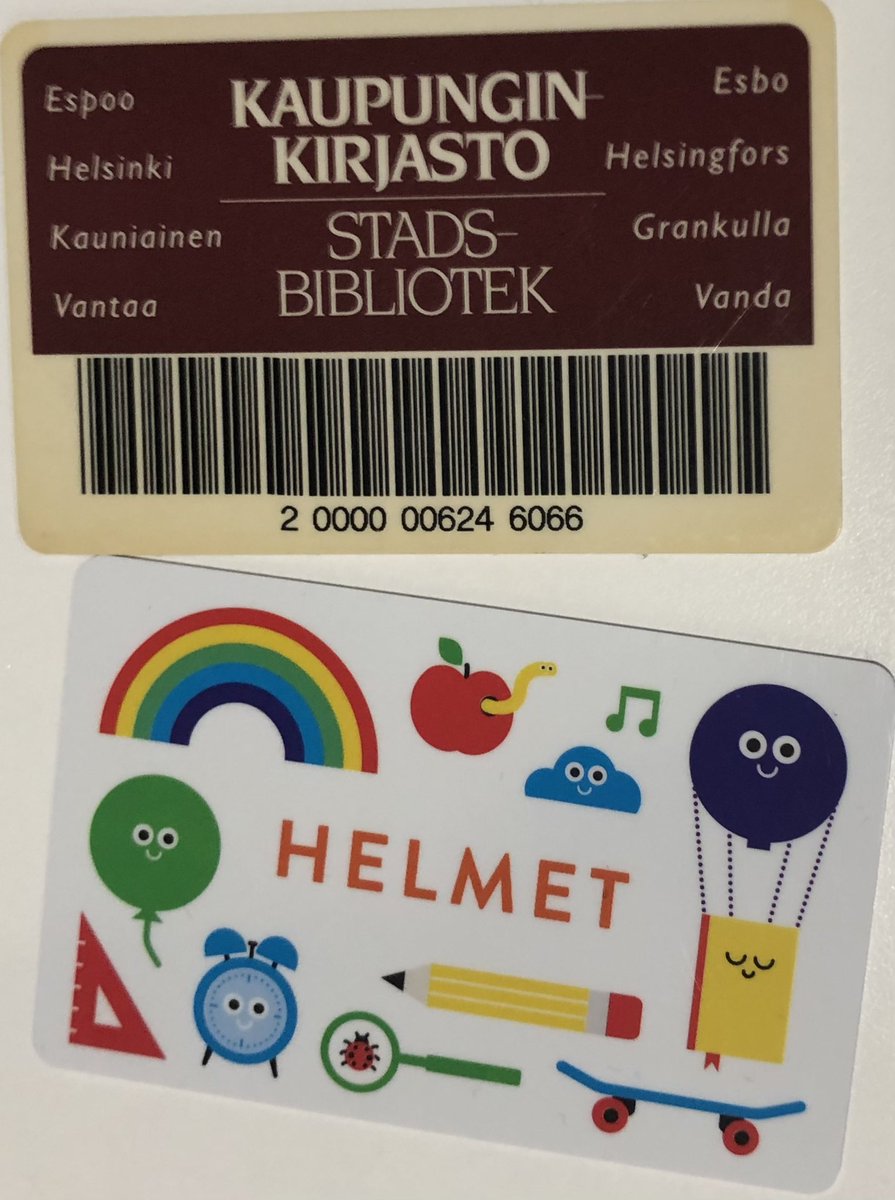 Espoo
Helsinki
Kauniainen
Vantaa
KAUPUNGIN-
KIRJASTO
STADS-
BIBLIOTEK
Esbo
Helsingfors
Grankulla
Vanda
2 0000 00624 6066
HELMET